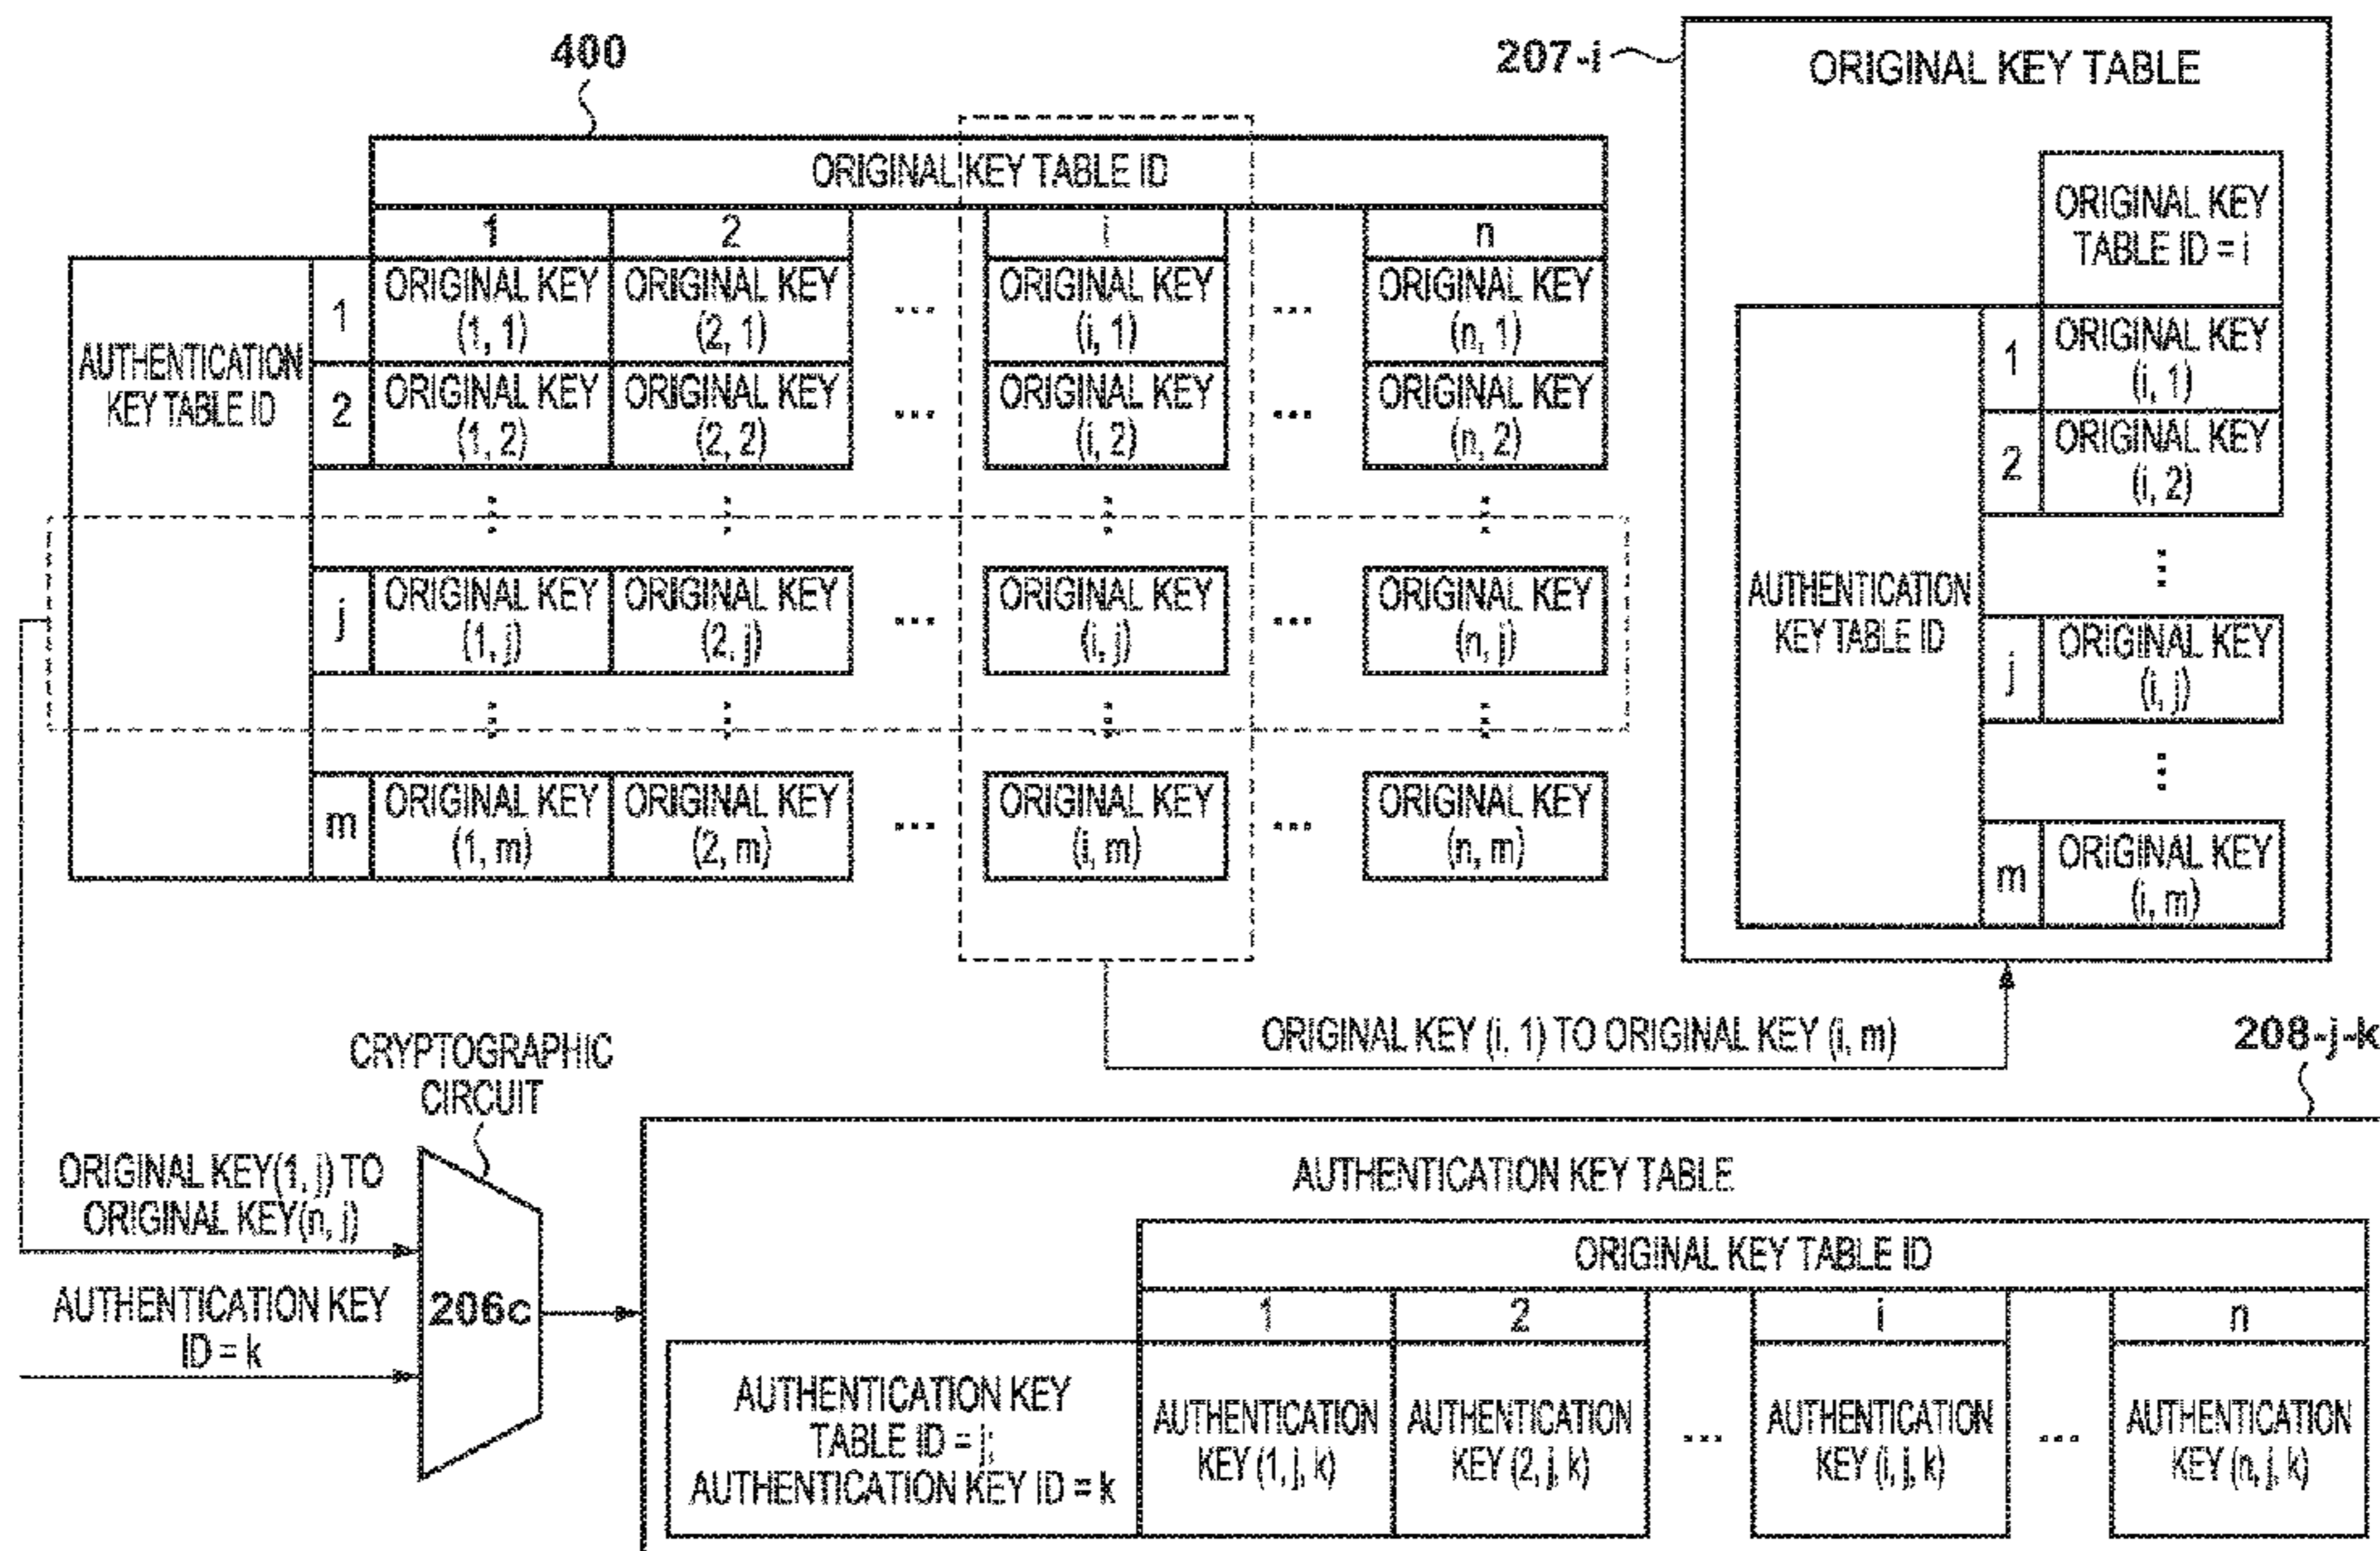 400
ORIGINAL KEY TABLE ID
1 2 i n
AUTHENTICATION
KEY TABLE ID
1 ORIGINAL KEY ORIGINAL KEY ... ORIGINAL KEY ... ORIGINAL KEY
(1, 1) (2, 1) (i, 1) (n, 1)
2 ORIGINAL KEY ORIGINAL KEY ... ORIGINAL KEY ... ORIGINAL KEY
(1, 2) (2, 2) (i, 2) (n, 2)
j ORIGINAL KEY ORIGINAL KEY ... ORIGINAL KEY ... ORIGINAL KEY
(1, j) (2, j) (i, j) (n, j)
m ORIGINAL KEY ORIGINAL KEY ... ORIGINAL KEY ... ORIGINAL KEY
(1, m) (2, m) (i, m) (n, m)
207-i
ORIGINAL KEY TABLE
ORIGINAL KEY
TABLE ID = i
AUTHENTICATION
KEY TABLE ID
1 ORIGINAL KEY
(i, 1)
2 ORIGINAL KEY
(i, 2)
j ORIGINAL KEY
(i, j)
m ORIGINAL KEY
(i, m)
ORIGINAL KEY (i, 1) TO ORIGINAL KEY (i, m)
CRYPTOGRAPHIC
CIRCUIT
ORIGINAL KEY(1, j) TO
ORIGINAL KEY(n, j)
AUTHENTICATION KEY
ID = k
206c
208-j-k
AUTHENTICATION KEY TABLE
ORIGINAL KEY TABLE ID
1 2 i n
AUTHENTICATION KEY
TABLE ID = j;
AUTHENTICATION KEY ID = k
AUTHENTICATION AUTHENTICATION ... AUTHENTICATION ... AUTHENTICATION
KEY (1, j, k) KEY (2, j, k) KEY (i, j, k) KEY (n, j, k)